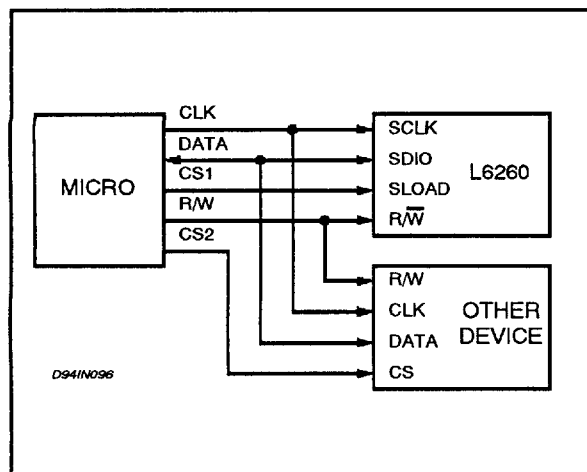 MICRO
CLK
DATA
CS1
R/W
CS2
SCLK
SDIO
SLOAD
R/W̅
L6260
R/W
CLK
DATA
CS
OTHER
DEVICE
D94IN096